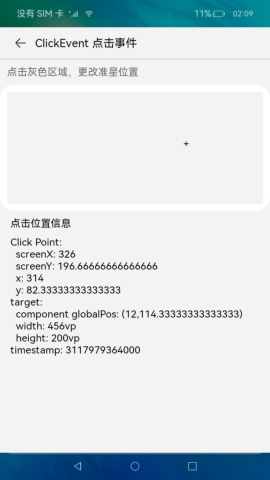 没有 SIM 卡 11% 02:09
← ClickEvent 点击事件
点击灰色区域，更改准星位置
+
点击位置信息
Click Point:
screenX: 326
screenY: 196.66666666666666
x: 314
y: 82.33333333333333
target:
component globalPos: (12,114.33333333333333)
width: 456vp
height: 200vp
timestamp: 3117979364000